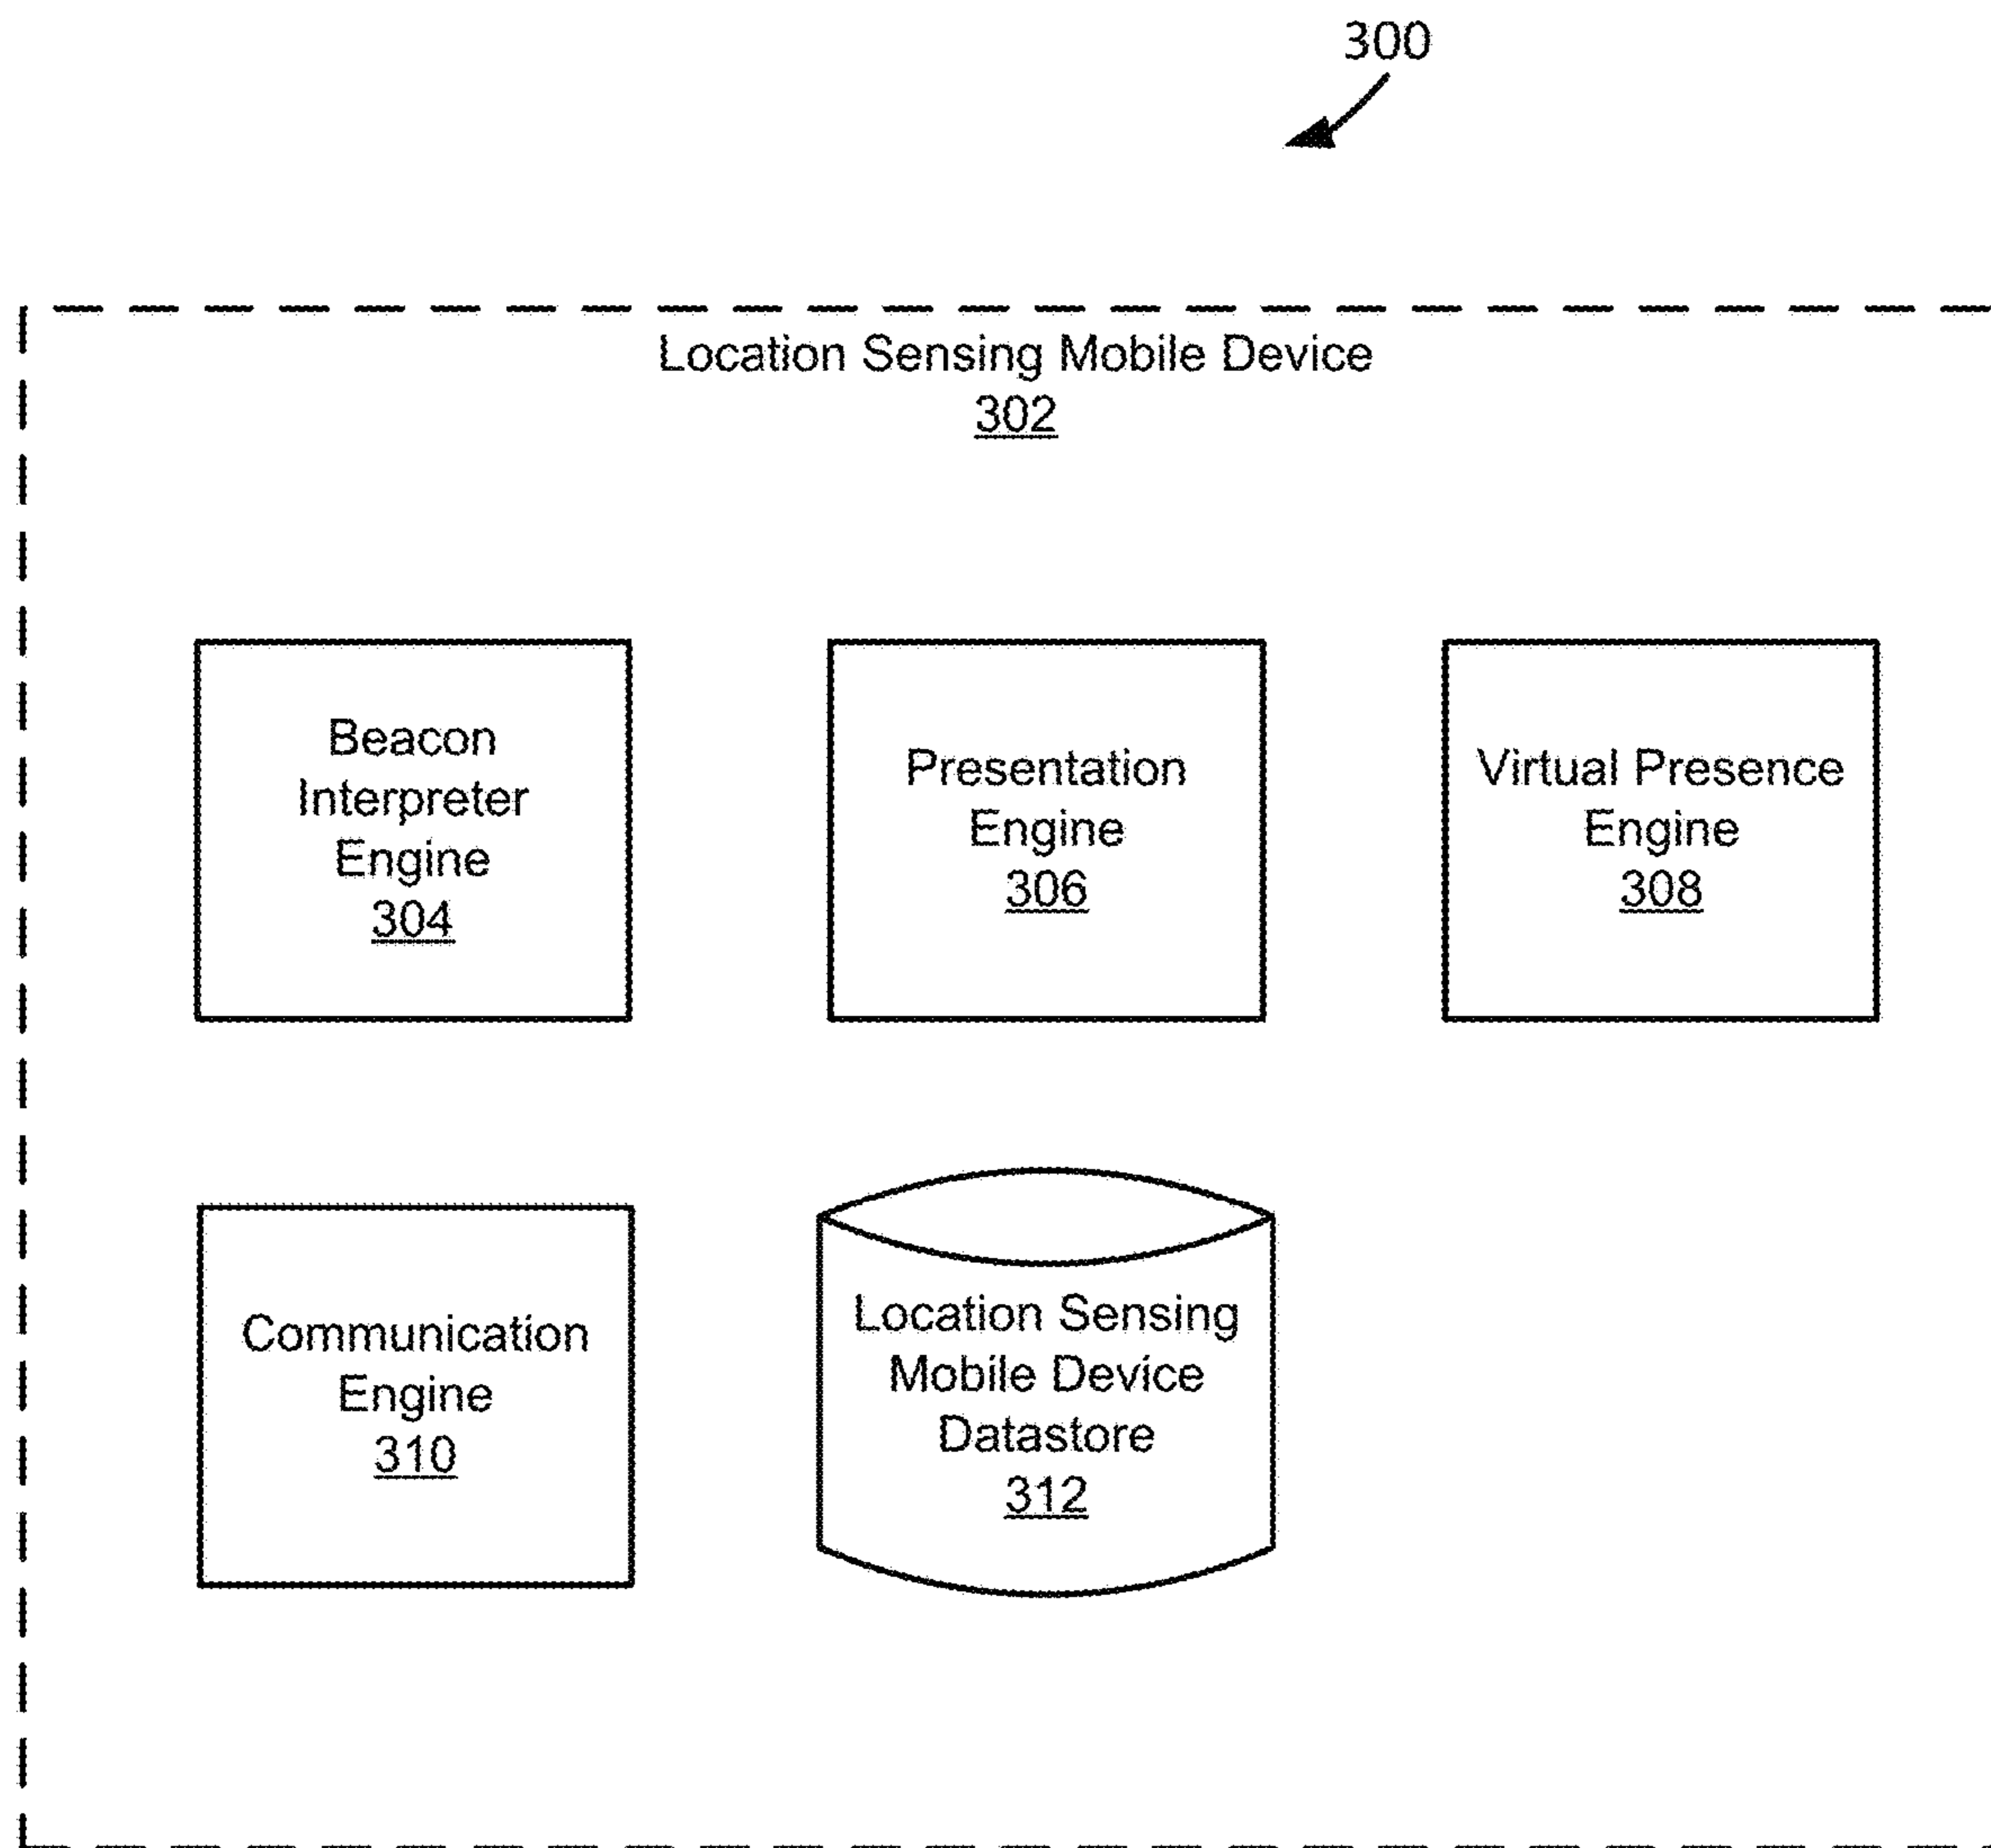 300
Location Sensing Mobile Device
302
Beacon
Interpreter
Engine
304
Presentation
Engine
306
Virtual Presence
Engine
308
Communication
Engine
310
Location Sensing
Mobile Device
Datastore
312